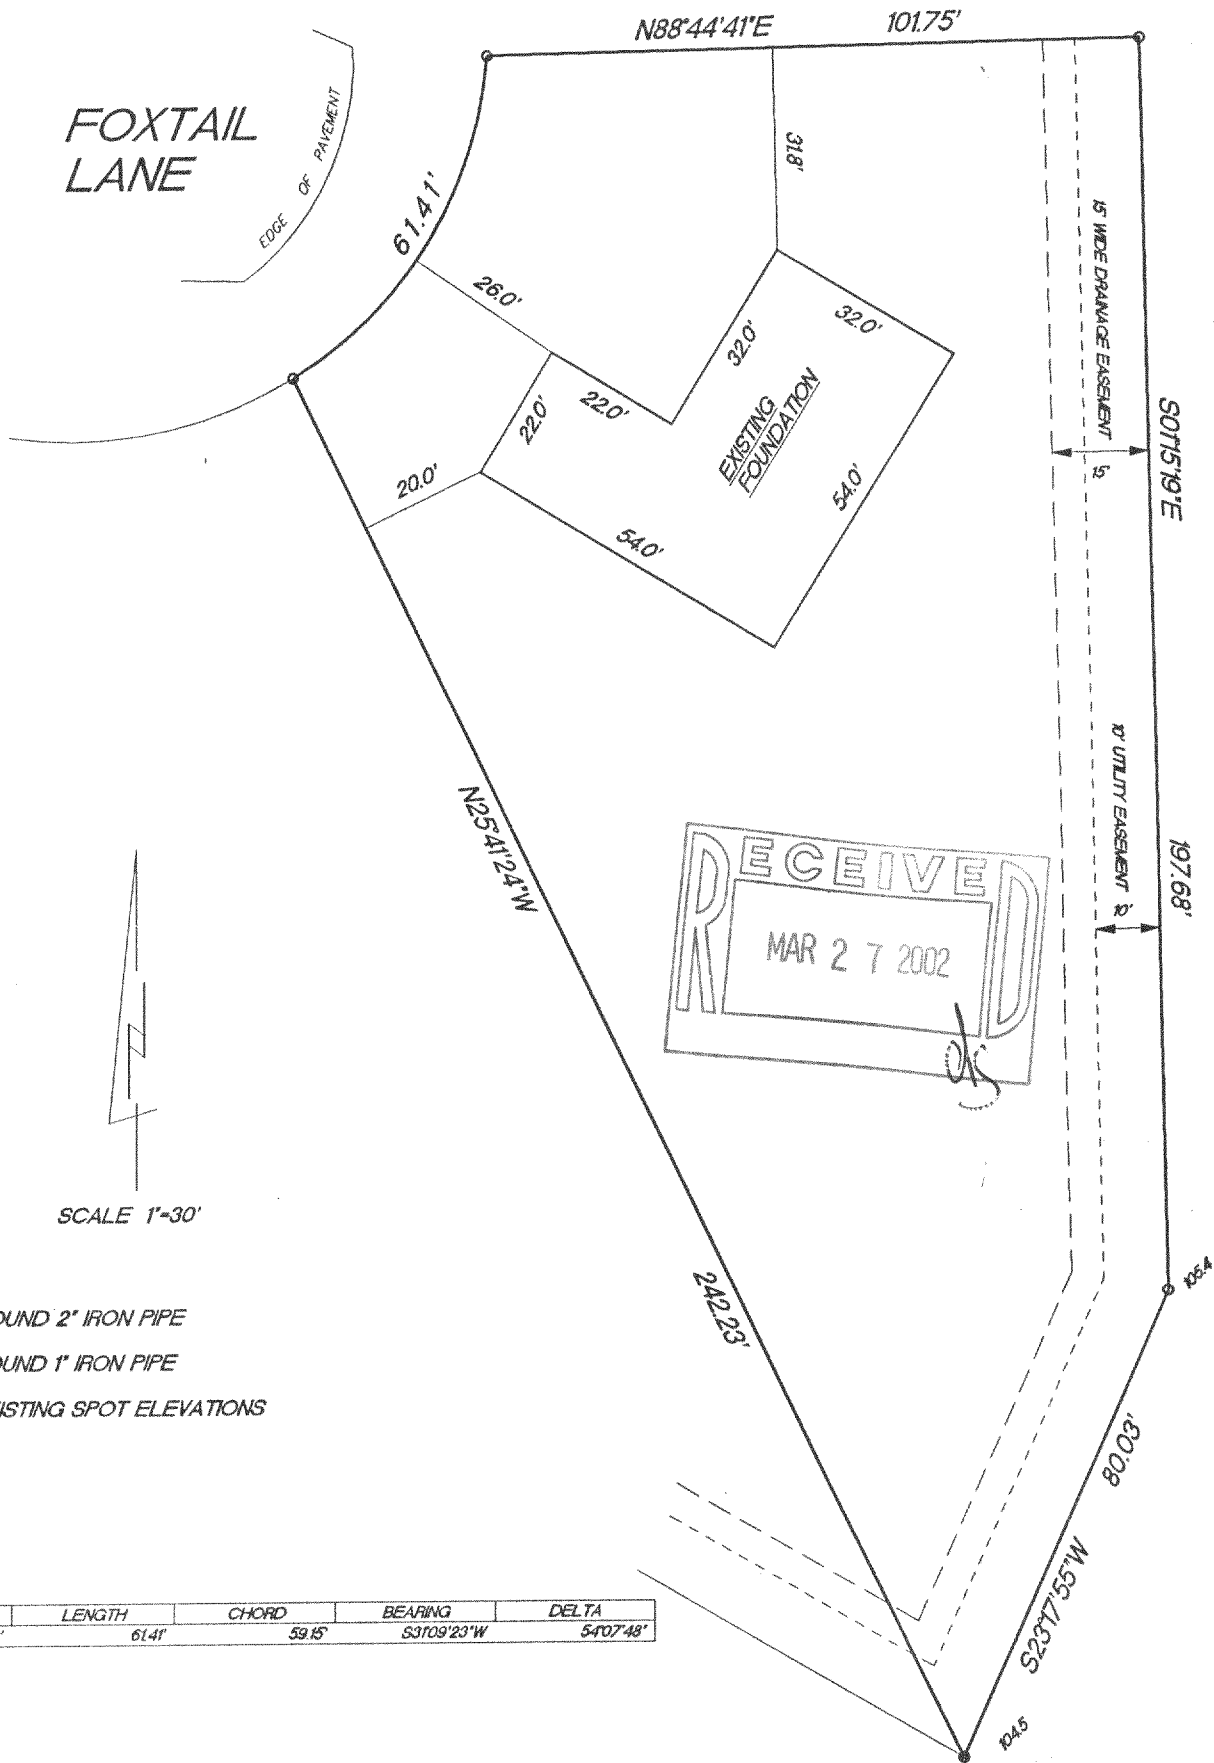 N88°44'41"E 101.75'
FOXTAIL
LANE
EDGE OF PAVEMENT
61.41'
31.8'
26.0'
32.0'
32.0'
22.0'
22.0'
20.0'
EXISTING
FOUNDATION
54.0'
54.0'
15' WIDE DRAINAGE EASEMENT
15'
S01°15'19"E
197.68'
10' UTILITY EASEMENT
10'
N25°41'24"W
242.23'
RECEIVED
MAR 2 7 2002
SCALE 1"=30'
OUND 2" IRON PIPE
OUND 1" IRON PIPE
ISTING SPOT ELEVATIONS
105.4
80.03'
S23°17'55"W
104.5
LENGTH CHORD BEARING DELTA
61.41' 59.15' S31°09'23"W 54°07'48"